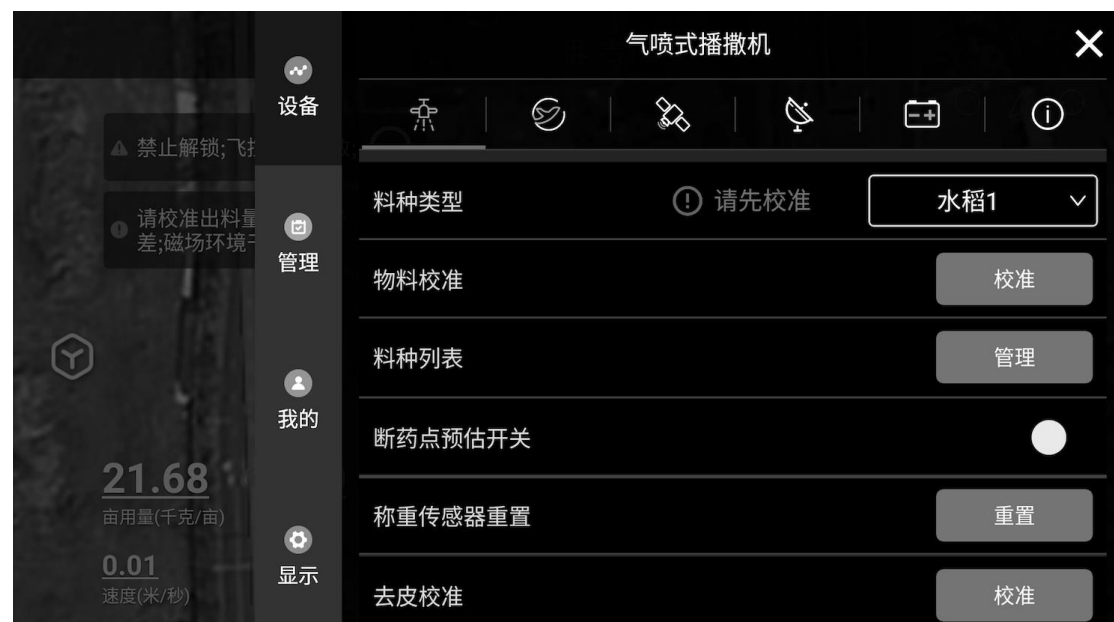 气喷式播撒机
设备
禁止解锁;飞
请校准出料量
差;磁场环境
管理
我的
显示
21.68
亩用量(千克/亩)
0.01
速度(米/秒)
料种类型
请先校准
水稻1
物料校准
校准
料种列表
管理
断药点预估开关
称重传感器重置
重置
去皮校准
校准